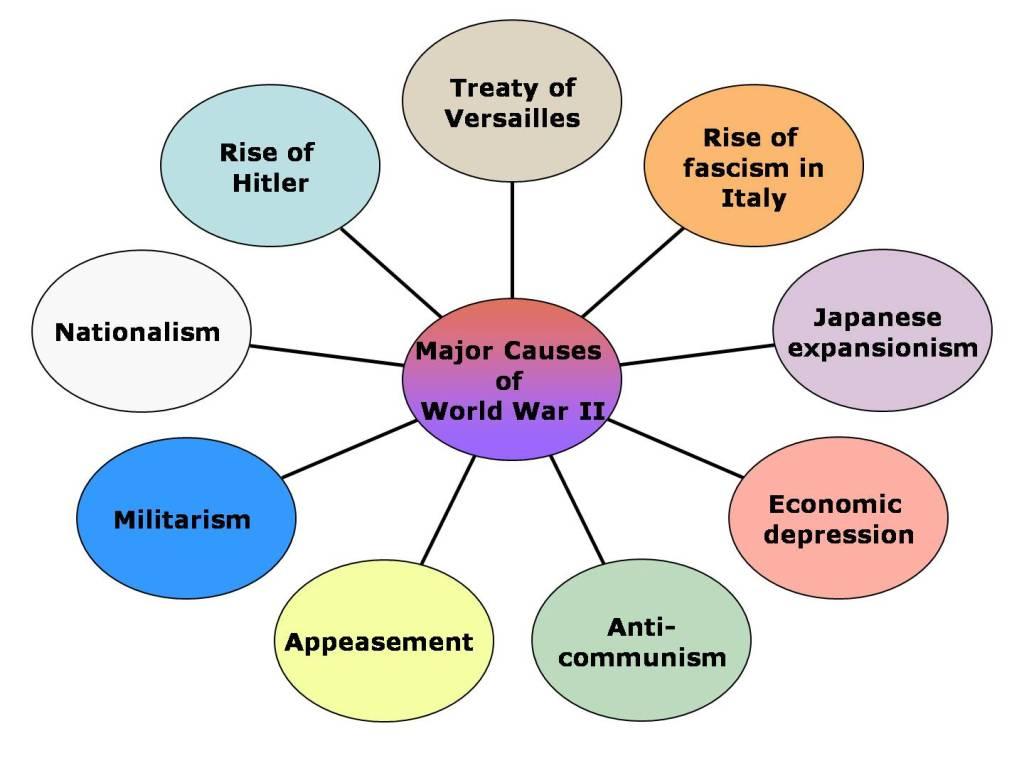 Treaty of
Versailles
Rise of
Hitler
Rise of
fascism in
Italy
Nationalism
Japanese
expansionism
Major Causes
of
World War II
Militarism
Economic
depression
Appeasement
Anti-
communism